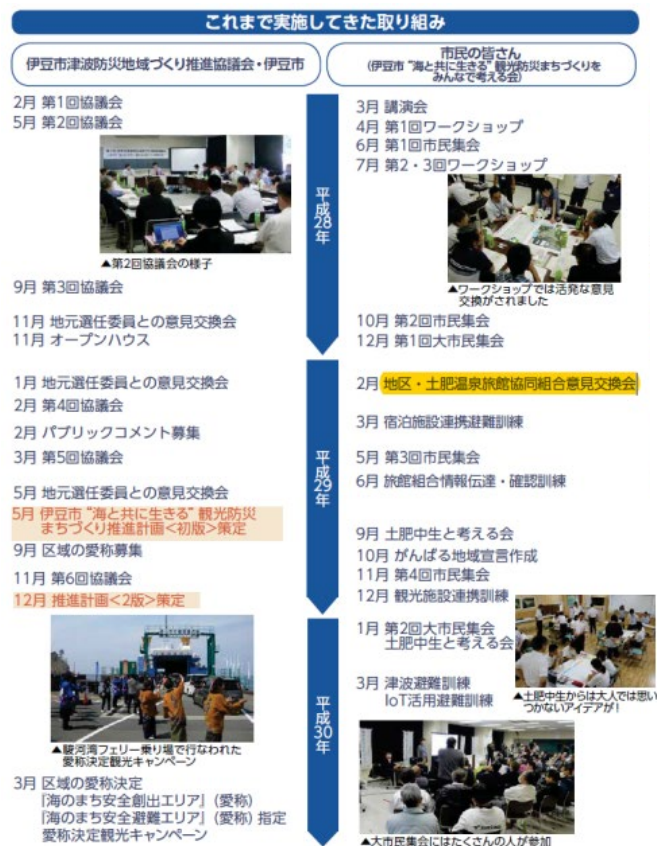 これまで実施してきた取り組み
伊豆市津波防災地域づくり推進協議会・伊豆市
2月 第1回協議会
5月 第2回協議会
▲第2回協議会の様子
9月 第3回協議会
11月 地元選任委員との意見交換会
11月 オープンハウス
1月 地元選任委員との意見交換会
2月 第4回協議会
2月 パブリックコメント募集
3月 第5回協議会
5月 地元選任委員との意見交換会
5月 伊豆市 “海と共に生きる” 観光防災
まちづくり推進計画<初版>策定
9月 区域の愛称募集
11月 第6回協議会
12月 推進計画<2版>策定
▲駿河湾フェリー乗り場で行なわれた
愛称決定観光キャンペーン
3月 区域の愛称決定
『海のまち安全創出エリア』(愛称)
『海のまち安全避難エリア』(愛称) 指定
愛称決定観光キャンペーン
平成28年
平成29年
平成30年
市民の皆さん
(伊豆市 “海と共に生きる” 観光防災まちづくりを
みんなで考える会)
3月 講演会
4月 第1回ワークショップ
6月 第1回市民集会
7月 第2・3回ワークショップ
▲ワークショップでは活発な意見
交換がされました
10月 第2回市民集会
12月 第1回大市民集会
2月 地区・土肥温泉旅館協同組合意見交換会
3月 宿泊施設連携避難訓練
5月 第3回市民集会
6月 旅館組合情報伝達・確認訓練
9月 土肥中生と考える会
10月 がんばる地域宣言作成
11月 第4回市民集会
12月 観光施設連携訓練
1月 第2回大市民集会
土肥中生と考える会
▲土肥中生からは大人では思い
つかないアイデアが!
3月 津波避難訓練
IoT活用避難訓練
▲大市民集会にはたくさんの人が参加